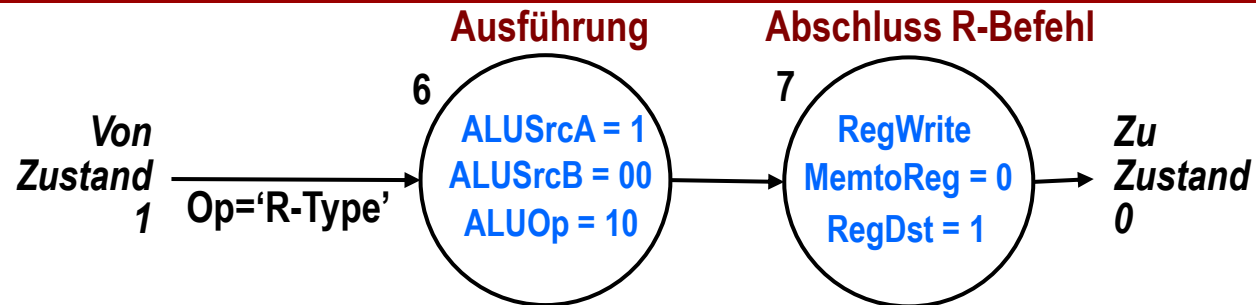 Ausführung
Abschluss R-Befehl
Von
Zustand
1
Op=‘R-Type’
6
ALUSrcA = 1
ALUSrcB = 00
ALUOp = 10
7
RegWrite
MemtoReg = 0
RegDst = 1
Zu
Zustand
0